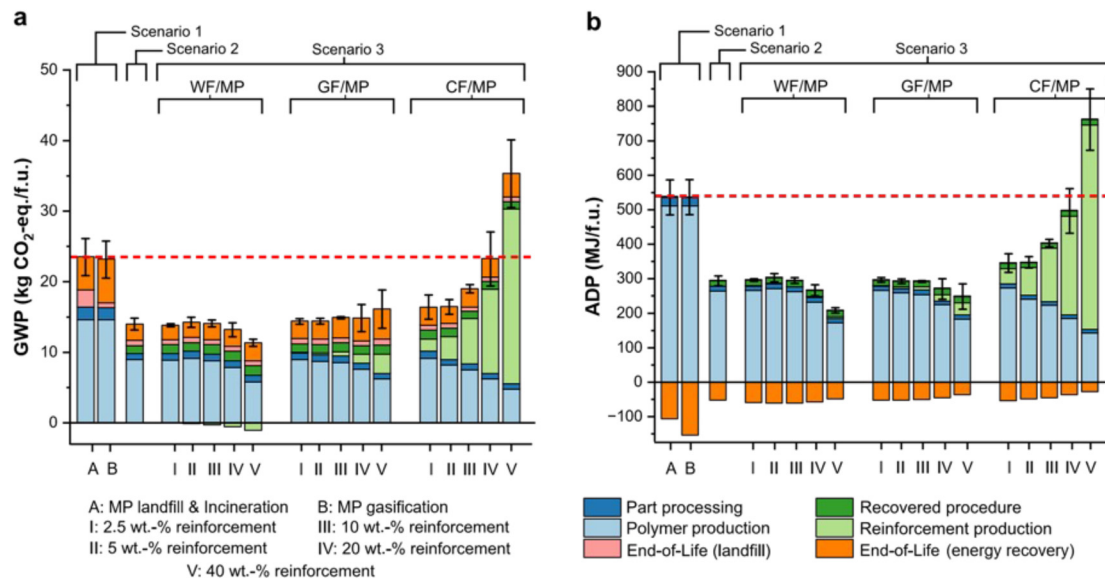 a
Scenario 1
Scenario 2
Scenario 3
WF/MP
GF/MP
CF/MP
GWP (kg CO₂-eq./f.u.)
50
40
30
20
10
0
A B I II III IV V I II III IV V I II III IV V
A: MP landfill & Incineration
B: MP gasification
I: 2.5 wt.-% reinforcement
III: 10 wt.-% reinforcement
II: 5 wt.-% reinforcement
IV: 20 wt.-% reinforcement
V: 40 wt.-% reinforcement
b
Scenario 1
Scenario 2
Scenario 3
WF/MP
GF/MP
CF/MP
ADP (MJ/f.u.)
900
800
700
600
500
400
300
200
100
0
−100
A B I II III IV V I II III IV V I II III IV V
Part processing
Recovered procedure
Polymer production
Reinforcement production
End-of-Life (landfill)
End-of-Life (energy recovery)